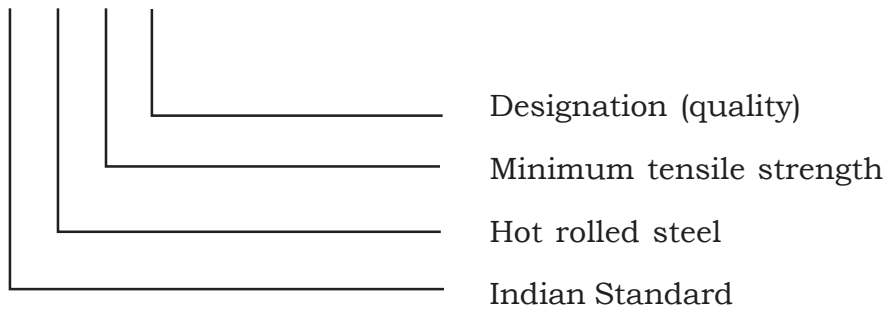 Designation (quality)
Minimum tensile strength
Hot rolled steel
Indian Standard